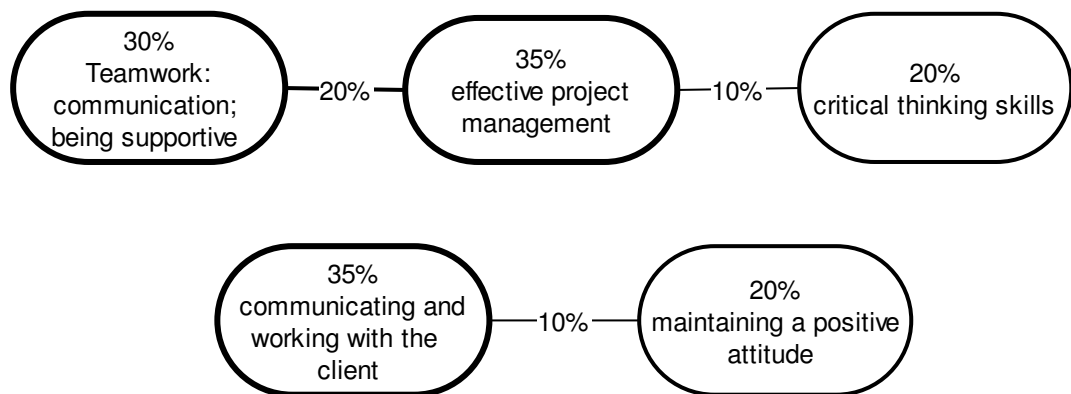 30%
Teamwork:
communication;
being supportive
20%
35%
effective project
management
10%
20%
critical thinking skills
35%
communicating and
working with the
client
10%
20%
maintaining a positive
attitude